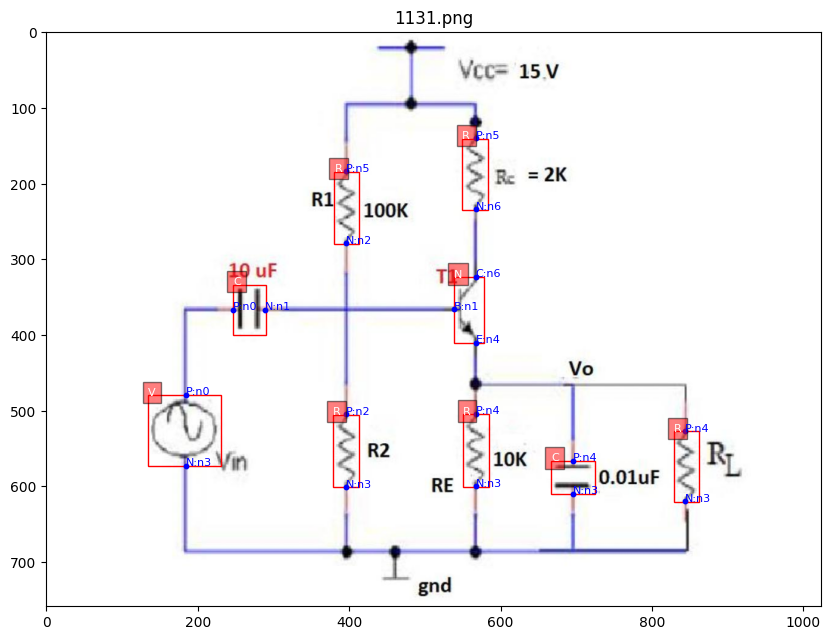 1131.png
0
100
200
300
400
500
600
700
0
200
400
600
800
1000
Vcc= 15 V
R P:n5
R P:n5
R1
100K
Rc = 2K
N:n6
N:n2
10 uF
C
T1
N C:n6
P:n0 N:n1
B:n1
E:n4
Vo
V P:n0
R P:n2
R P:n4
R P:n4
R2
10K
Vin
N:n3
C P:n4
RL
RE
0.01uF
N:n3
N:n3
N:n3
N:n3
gnd